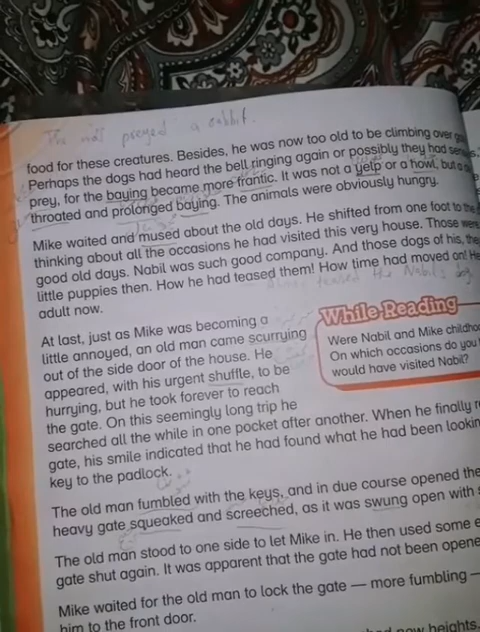 preyed a rabbit.
food for these creatures. Besides, he was now too old to be climbing over
Perhaps the dogs had heard the bell ringing again or possibly they had
prey, for the baying became more frantic. It was not a yelp or a howl, but a
throated and prolonged baying. The animals were obviously hungry.
Mike waited and mused about the old days. He shifted from one foot to the
thinking about all the occasions he had visited this very house. Those were
good old days. Nabil was such good company. And those dogs of his, the
little puppies then. How he had teased them! How time had moved on! He
adult now.
teased the Nabil's dog
At last, just as Mike was becoming a
little annoyed, an old man came scurrying
out of the side door of the house. He
appeared, with his urgent shuffle, to be
hurrying, but he took forever to reach
the gate. On this seemingly long trip he
searched all the while in one pocket after another. When he finally
gate, his smile indicated that he had found what he had been
key to the padlock.
While Reading
Were Nabil and Mike
On which occasions do you
would have visited Nabil?
The old man fumbled with the keys, and in due course opened the
heavy gate squeaked and screeched, as it was swung open with
The old man stood to one side to let Mike in. He then used some
gate shut again. It was apparent that the gate had not been
Mike waited for the old man to lock the gate — more fumbling —
him to the front door.
new heights.